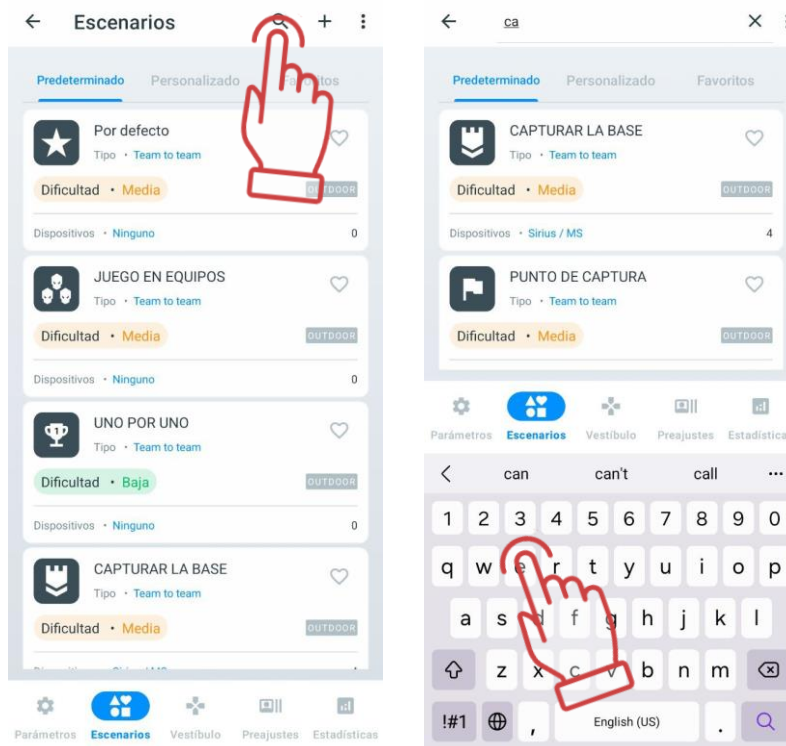 Escenarios
Predeterminado Personalizado Favoritos
Por defecto
Tipo • Team to team
Dificultad • Media
OUTDOOR
Dispositivos • Ninguno 0
JUEGO EN EQUIPOS
Tipo • Team to team
Dificultad • Media
OUTDOOR
Dispositivos • Ninguno 0
1
UNO POR UNO
Tipo • Team to team
Dificultad • Baja
OUTDOOR
Dispositivos • Ninguno 0
CAPTURAR LA BASE
Tipo • Team to team
Dificultad • Media
OUTDOOR
Parámetros Escenarios Vestíbulo Preajustes Estadísticas
ca
Predeterminado Personalizado Favoritos
CAPTURAR LA BASE
Tipo • Team to team
Dificultad • Media
OUTDOOR
Dispositivos • Sirius / MS 4
PUNTO DE CAPTURA
Tipo • Team to team
Dificultad • Media
OUTDOOR
Parámetros Escenarios Vestíbulo Preajustes Estadística
can can't call ...
1 2 3 4 5 6 7 8 9 0
q w e r t y u i o p
a s d f g h j k l
z x c v b n m
!#1 , English (US) .